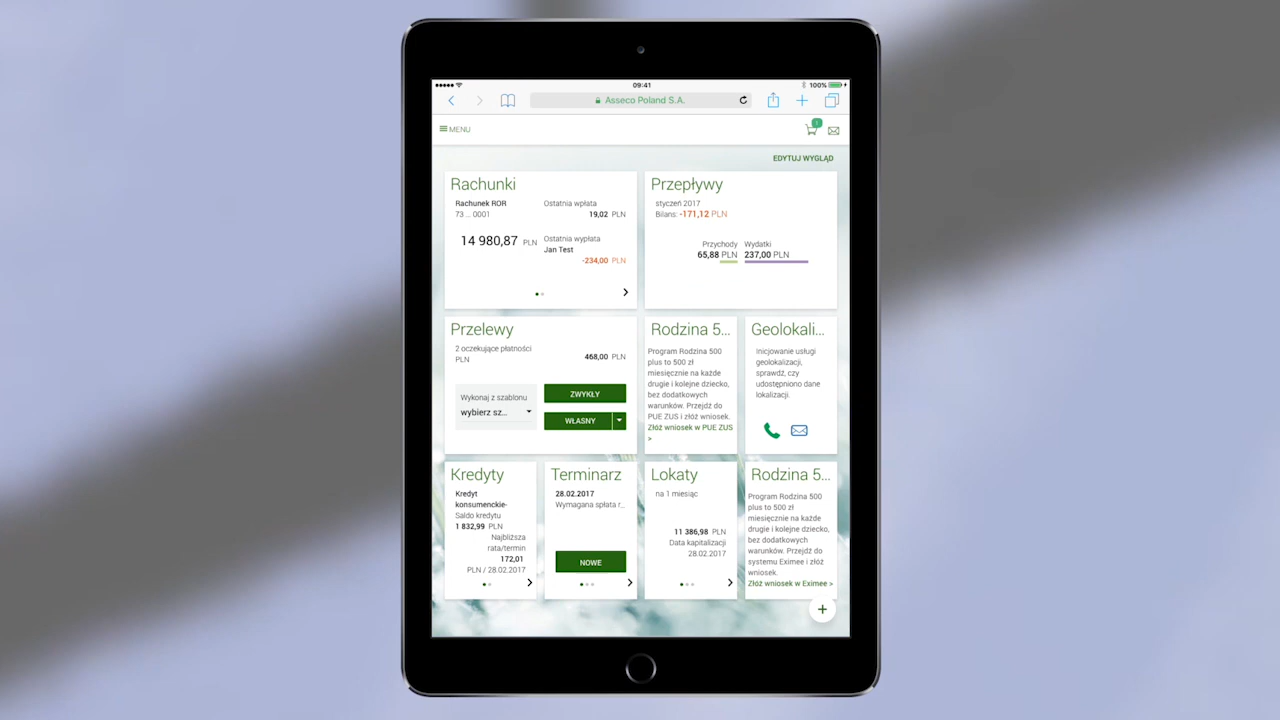 09:41
100%
Asseco Poland S.A.
MENU
1
EDYTUJ WYGLĄD
Rachunki
Rachunek ROR
73 ... 0001
14 980,87 PLN
Ostatnia wpłata
19,02 PLN
Ostatnia wypłata
Jan Test
-234,00 PLN
Przepływy
styczeń 2017
Bilans: -171,12 PLN
Przychody
65,88 PLN
Wydatki
237,00 PLN
Przelewy
2 oczekujące płatności
PLN
468,00 PLN
Wykonaj z szablonu
wybierz sz...
ZWYKŁY
WŁASNY
Rodzina 5...
Program Rodzina 500
plus to 500 zł
miesięcznie na każde
drugie i kolejne dziecko,
bez dodatkowych
warunków. Przejdź do
PUE ZUS i złóż wniosek.
Złóż wniosek w PUE ZUS
>
Geolokali...
Inicjowanie usługi
geolokalizacji,
sprawdź, czy
udostępniono dane
lokalizacji.
Kredyty
Kredyt
konsumenckie-
Saldo kredytu
1 832,99 PLN
Najbliższa
rata/termin
172,01
PLN / 28.02.2017
Terminarz
28.02.2017
Wymagana spłata r...
NOWE
Lokaty
na 1 miesiąc
11 386,98 PLN
Data kapitalizacji
28.02.2017
Rodzina 5...
Program Rodzina 500
plus to 500 zł
miesięcznie na każde
drugie i kolejne dziecko,
bez dodatkowych
warunków. Przejdź do
systemu Eximee i złóż
wniosek.
Złóż wniosek w Eximee >